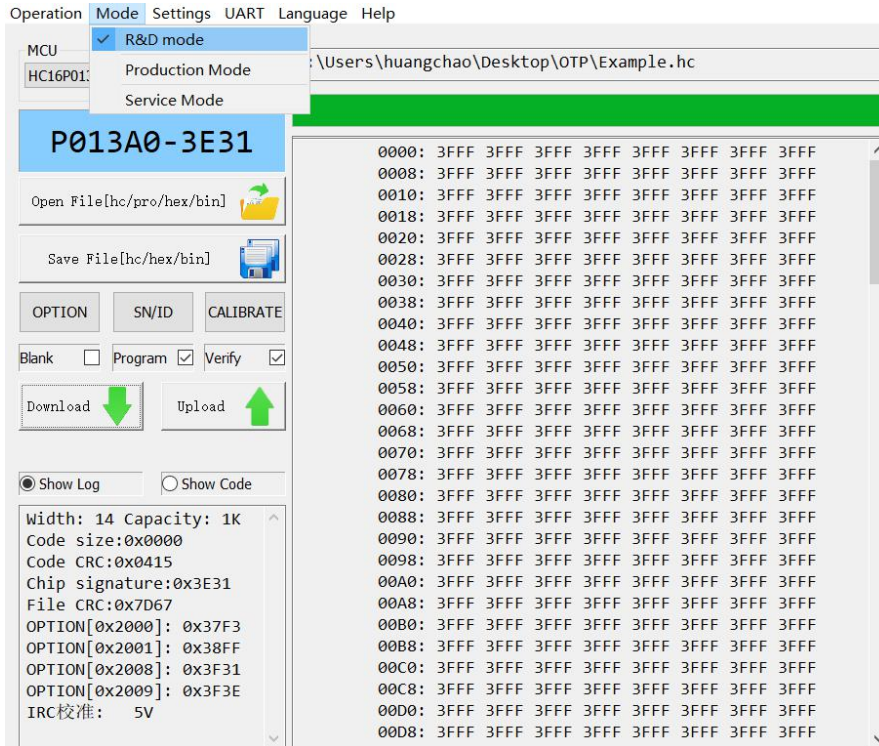 Operation Mode Settings UART Language Help
R&D mode
Production Mode
Service Mode
MCU
:\Users\huangchao\Desktop\OTP\Example.hc
P013A0-3E31
Open File[hc/pro/hex/bin]
Save File[hc/hex/bin]
OPTION SN/ID CALIBRATE
Blank Program Verify
Download Upload
Show Log Show Code
Width: 14 Capacity: 1K
Code size:0x0000
Code CRC:0x0415
Chip signature:0x3E31
File CRC:0x7D67
OPTION[0x2000]: 0x37F3
OPTION[0x2001]: 0x38FF
OPTION[0x2008]: 0x3F31
OPTION[0x2009]: 0x3F3E
IRC校准: 5V
0000: 3FFF 3FFF 3FFF 3FFF 3FFF 3FFF 3FFF 3FFF
0008: 3FFF 3FFF 3FFF 3FFF 3FFF 3FFF 3FFF 3FFF
0010: 3FFF 3FFF 3FFF 3FFF 3FFF 3FFF 3FFF 3FFF
0018: 3FFF 3FFF 3FFF 3FFF 3FFF 3FFF 3FFF 3FFF
0020: 3FFF 3FFF 3FFF 3FFF 3FFF 3FFF 3FFF 3FFF
0028: 3FFF 3FFF 3FFF 3FFF 3FFF 3FFF 3FFF 3FFF
0030: 3FFF 3FFF 3FFF 3FFF 3FFF 3FFF 3FFF 3FFF
0038: 3FFF 3FFF 3FFF 3FFF 3FFF 3FFF 3FFF 3FFF
0040: 3FFF 3FFF 3FFF 3FFF 3FFF 3FFF 3FFF 3FFF
0048: 3FFF 3FFF 3FFF 3FFF 3FFF 3FFF 3FFF 3FFF
0050: 3FFF 3FFF 3FFF 3FFF 3FFF 3FFF 3FFF 3FFF
0058: 3FFF 3FFF 3FFF 3FFF 3FFF 3FFF 3FFF 3FFF
0060: 3FFF 3FFF 3FFF 3FFF 3FFF 3FFF 3FFF 3FFF
0068: 3FFF 3FFF 3FFF 3FFF 3FFF 3FFF 3FFF 3FFF
0070: 3FFF 3FFF 3FFF 3FFF 3FFF 3FFF 3FFF 3FFF
0078: 3FFF 3FFF 3FFF 3FFF 3FFF 3FFF 3FFF 3FFF
0080: 3FFF 3FFF 3FFF 3FFF 3FFF 3FFF 3FFF 3FFF
0088: 3FFF 3FFF 3FFF 3FFF 3FFF 3FFF 3FFF 3FFF
0090: 3FFF 3FFF 3FFF 3FFF 3FFF 3FFF 3FFF 3FFF
0098: 3FFF 3FFF 3FFF 3FFF 3FFF 3FFF 3FFF 3FFF
00A0: 3FFF 3FFF 3FFF 3FFF 3FFF 3FFF 3FFF 3FFF
00A8: 3FFF 3FFF 3FFF 3FFF 3FFF 3FFF 3FFF 3FFF
00B0: 3FFF 3FFF 3FFF 3FFF 3FFF 3FFF 3FFF 3FFF
00B8: 3FFF 3FFF 3FFF 3FFF 3FFF 3FFF 3FFF 3FFF
00C0: 3FFF 3FFF 3FFF 3FFF 3FFF 3FFF 3FFF 3FFF
00C8: 3FFF 3FFF 3FFF 3FFF 3FFF 3FFF 3FFF 3FFF
00D0: 3FFF 3FFF 3FFF 3FFF 3FFF 3FFF 3FFF 3FFF
00D8: 3FFF 3FFF 3FFF 3FFF 3FFF 3FFF 3FFF 3FFF